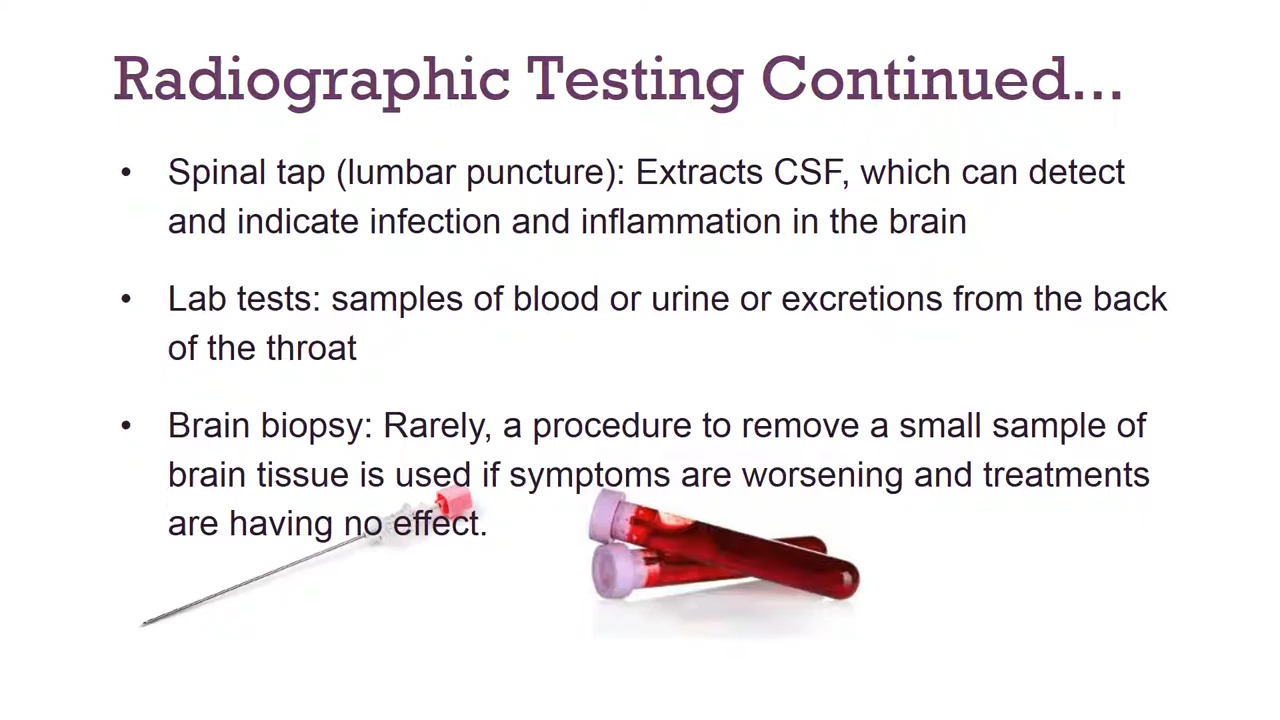 Radiographic Testing Continued...
• Spinal tap (lumbar puncture): Extracts CSF, which can detect
and indicate infection and inflammation in the brain
• Lab tests: samples of blood or urine or excretions from the back
of the throat
• Brain biopsy: Rarely, a procedure to remove a small sample of
brain tissue is used if symptoms are worsening and treatments
are having no effect.